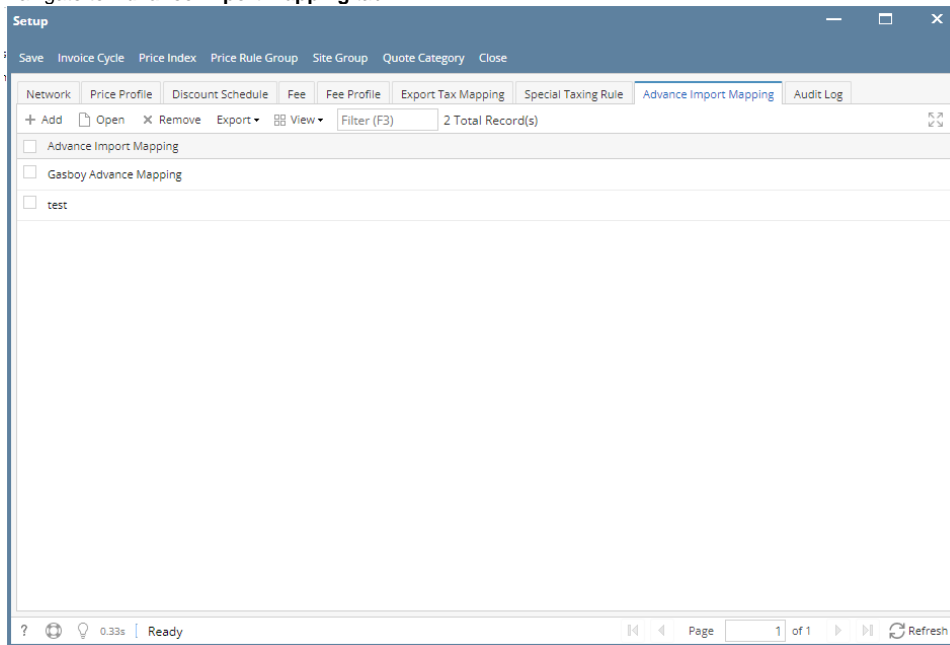 Setup
Save Invoice Cycle Price Index Price Rule Group Site Group Quote Category Close
Network Price Profile Discount Schedule Fee Fee Profile Export Tax Mapping Special Taxing Rule Advance Import Mapping Audit Log
+ Add Open X Remove Export View Filter (F3) 2 Total Record(s)
Advance Import Mapping
Gasboy Advance Mapping
test
? 0.33s Ready Page 1 of 1 Refresh